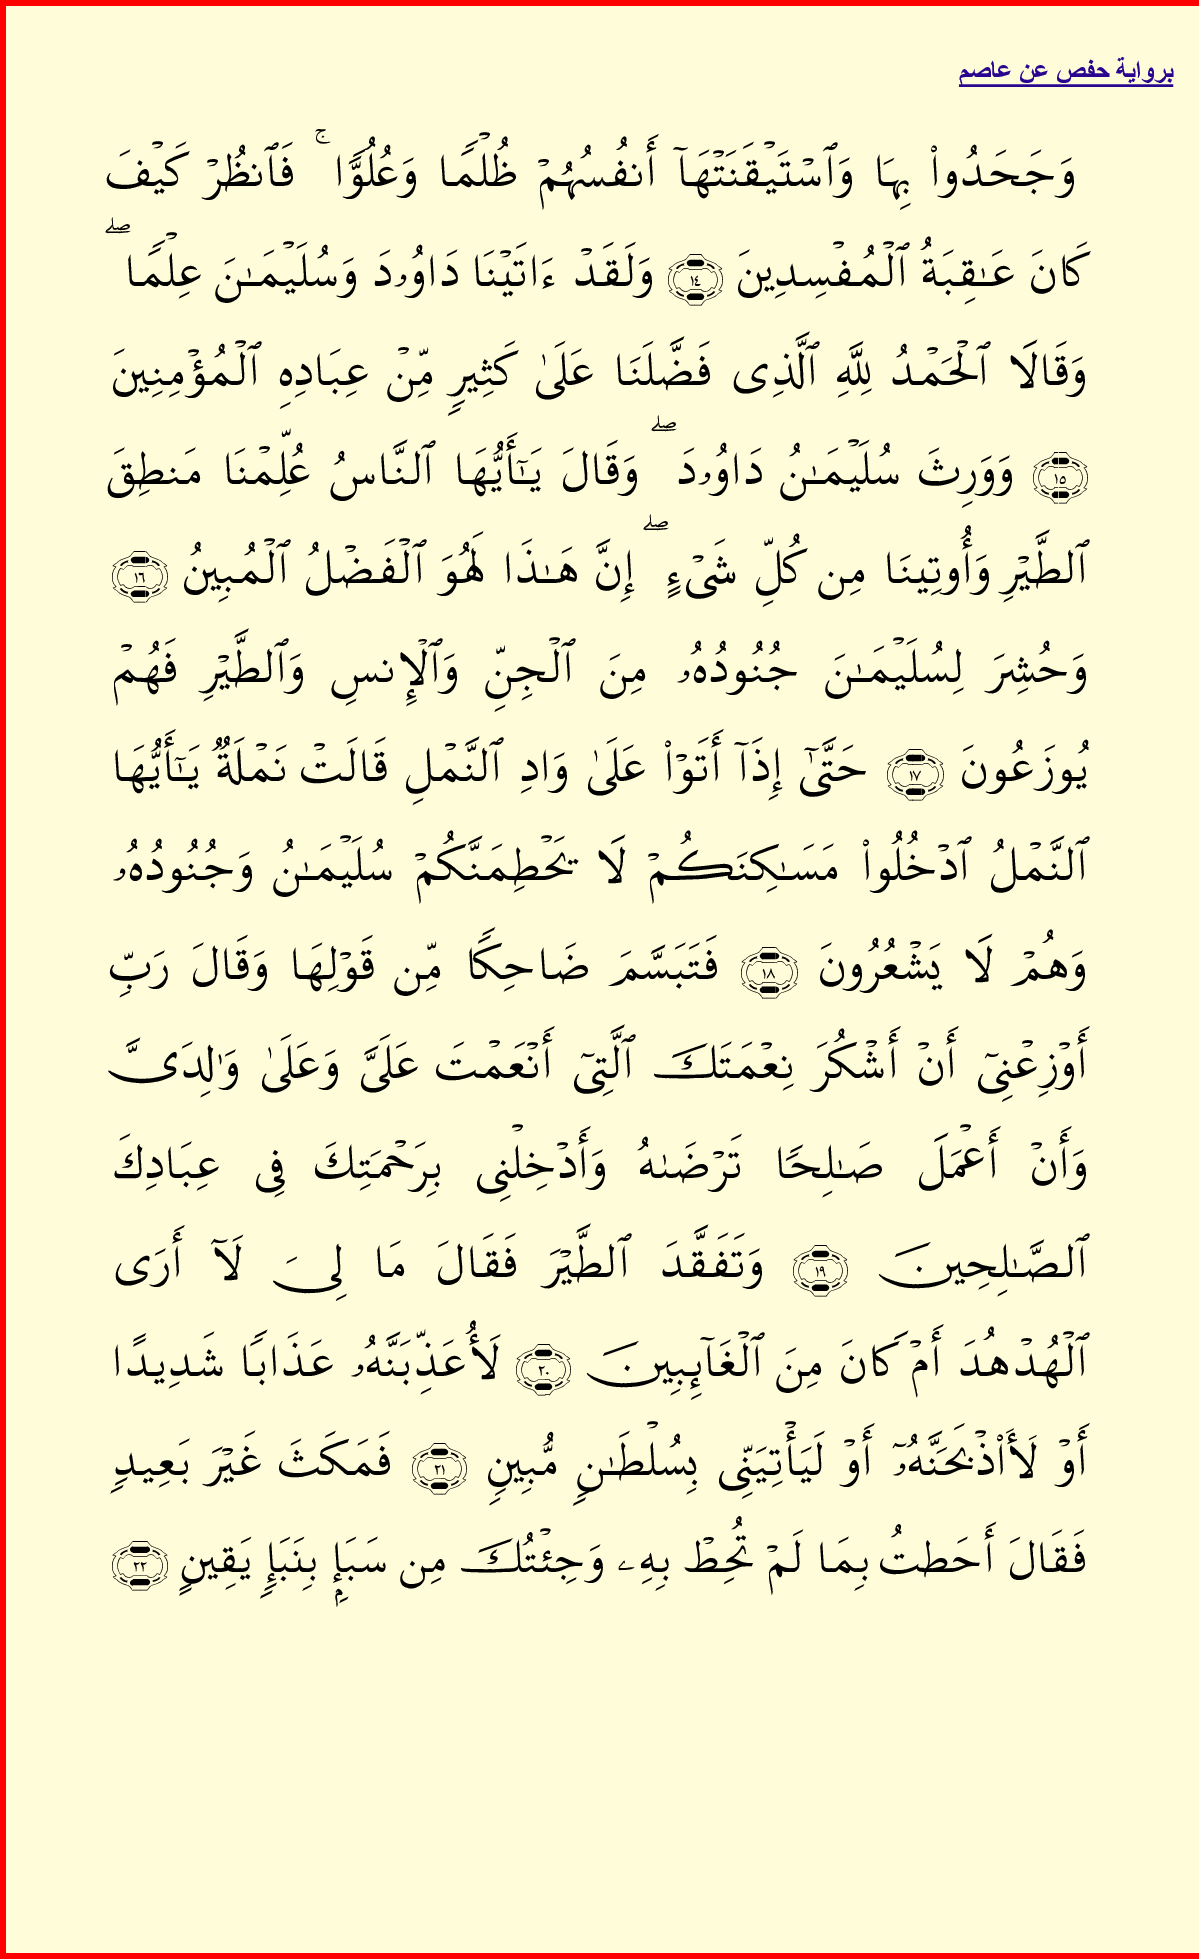 برواية حفص عن عاصم
وَجَحَدُوا۟ بِهَا وَٱسْتَيْقَنَتْهَآ أَنفُسُهُمْ ظُلْمًا وَعُلُوًّا ۚ فَٱنظُرْ كَيْفَ
كَانَ عَـٰقِبَةُ ٱلْمُفْسِدِينَ ١٤ وَلَقَدْ ءَاتَيْنَا دَاوُۥدَ وَسُلَيْمَـٰنَ عِلْمًا ۖ
وَقَالَا ٱلْحَمْدُ لِلَّهِ ٱلَّذِى فَضَّلَنَا عَلَىٰ كَثِيرٍ مِّنْ عِبَادِهِ ٱلْمُؤْمِنِينَ
١٥ وَوَرِثَ سُلَيْمَـٰنُ دَاوُۥدَ ۖ وَقَالَ يَـٰٓأَيُّهَا ٱلنَّاسُ عُلِّمْنَا مَنطِقَ
ٱلطَّيْرِ وَأُوتِينَا مِن كُلِّ شَىْءٍ ۖ إِنَّ هَـٰذَا لَهُوَ ٱلْفَضْلُ ٱلْمُبِينُ ١٦
وَحُشِرَ لِسُلَيْمَـٰنَ جُنُودُهُۥ مِنَ ٱلْجِنِّ وَٱلْإِنسِ وَٱلطَّيْرِ فَهُمْ
يُوزَعُونَ ١٧ حَتَّىٰٓ إِذَآ أَتَوْا۟ عَلَىٰ وَادِ ٱلنَّمْلِ قَالَتْ نَمْلَةٌ يَـٰٓأَيُّهَا
ٱلنَّمْلُ ٱدْخُلُوا۟ مَسَـٰكِنَكُمْ لَا يَحْطِمَنَّكُمْ سُلَيْمَـٰنُ وَجُنُودُهُۥ
وَهُمْ لَا يَشْعُرُونَ ١٨ فَتَبَسَّمَ ضَاحِكًا مِّن قَوْلِهَا وَقَالَ رَبِّ
أَوْزِعْنِىٓ أَنْ أَشْكُرَ نِعْمَتَكَ ٱلَّتِىٓ أَنْعَمْتَ عَلَىَّ وَعَلَىٰ وَٰلِدَىَّ
وَأَنْ أَعْمَلَ صَـٰلِحًا تَرْضَىٰهُ وَأَدْخِلْنِى بِرَحْمَتِكَ فِى عِبَادِكَ
ٱلصَّـٰلِحِينَ ١٩ وَتَفَقَّدَ ٱلطَّيْرَ فَقَالَ مَا لِىَ لَآ أَرَى
ٱلْهُدْهُدَ أَمْ كَانَ مِنَ ٱلْغَآئِبِينَ ٢٠ لَأُعَذِّبَنَّهُۥ عَذَابًا شَدِيدًا
أَوْ لَأَا۟ذْبَحَنَّهُۥٓ أَوْ لَيَأْتِيَنِّى بِسُلْطَـٰنٍ مُّبِينٍ ٢١ فَمَكَثَ غَيْرَ بَعِيدٍ
فَقَالَ أَحَطتُ بِمَا لَمْ تُحِطْ بِهِۦ وَجِئْتُكَ مِن سَبَإٍۭ بِنَبَإٍ يَقِينٍ ٢٢